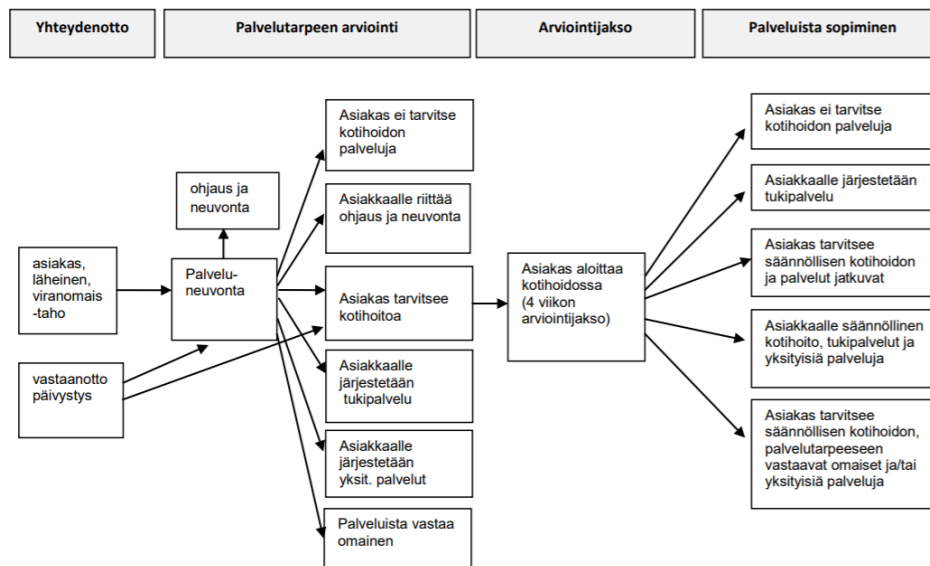 Yhteydenotto
Palvelutarpeen arviointi
Arviointijakso
Palveluista sopiminen
asiakas,
läheinen,
viranomais
-taho
vastaanotto
päivystys
ohjaus ja
neuvonta
Palvelu-
neuvonta
Asiakas ei tarvitse
kotihoidon
palveluja
Asiakkaalle riittää
ohjaus ja neuvonta
Asiakas tarvitsee
kotihoitoa
Asiakkaalle
järjestetään
tukipalvelu
Asiakkaalle
järjestetään
yksit. palvelut
Palveluista vastaa
omainen
Asiakas aloittaa
kotihoidossa
(4 viikon
arviointijakso)
Asiakas ei tarvitse
kotihoidon palveluja
Asiakkaalle järjestetään
tukipalvelu
Asiakas tarvitsee
säännöllisen kotihoidon
ja palvelut jatkuvat
Asiakkaalle säännöllinen
kotihoito, tukipalvelut ja
yksityisiä palveluja
Asiakas tarvitsee
säännöllisen kotihoidon,
palvelutarpeeseen
vastaavat omaiset ja/tai
yksityisiä palveluja